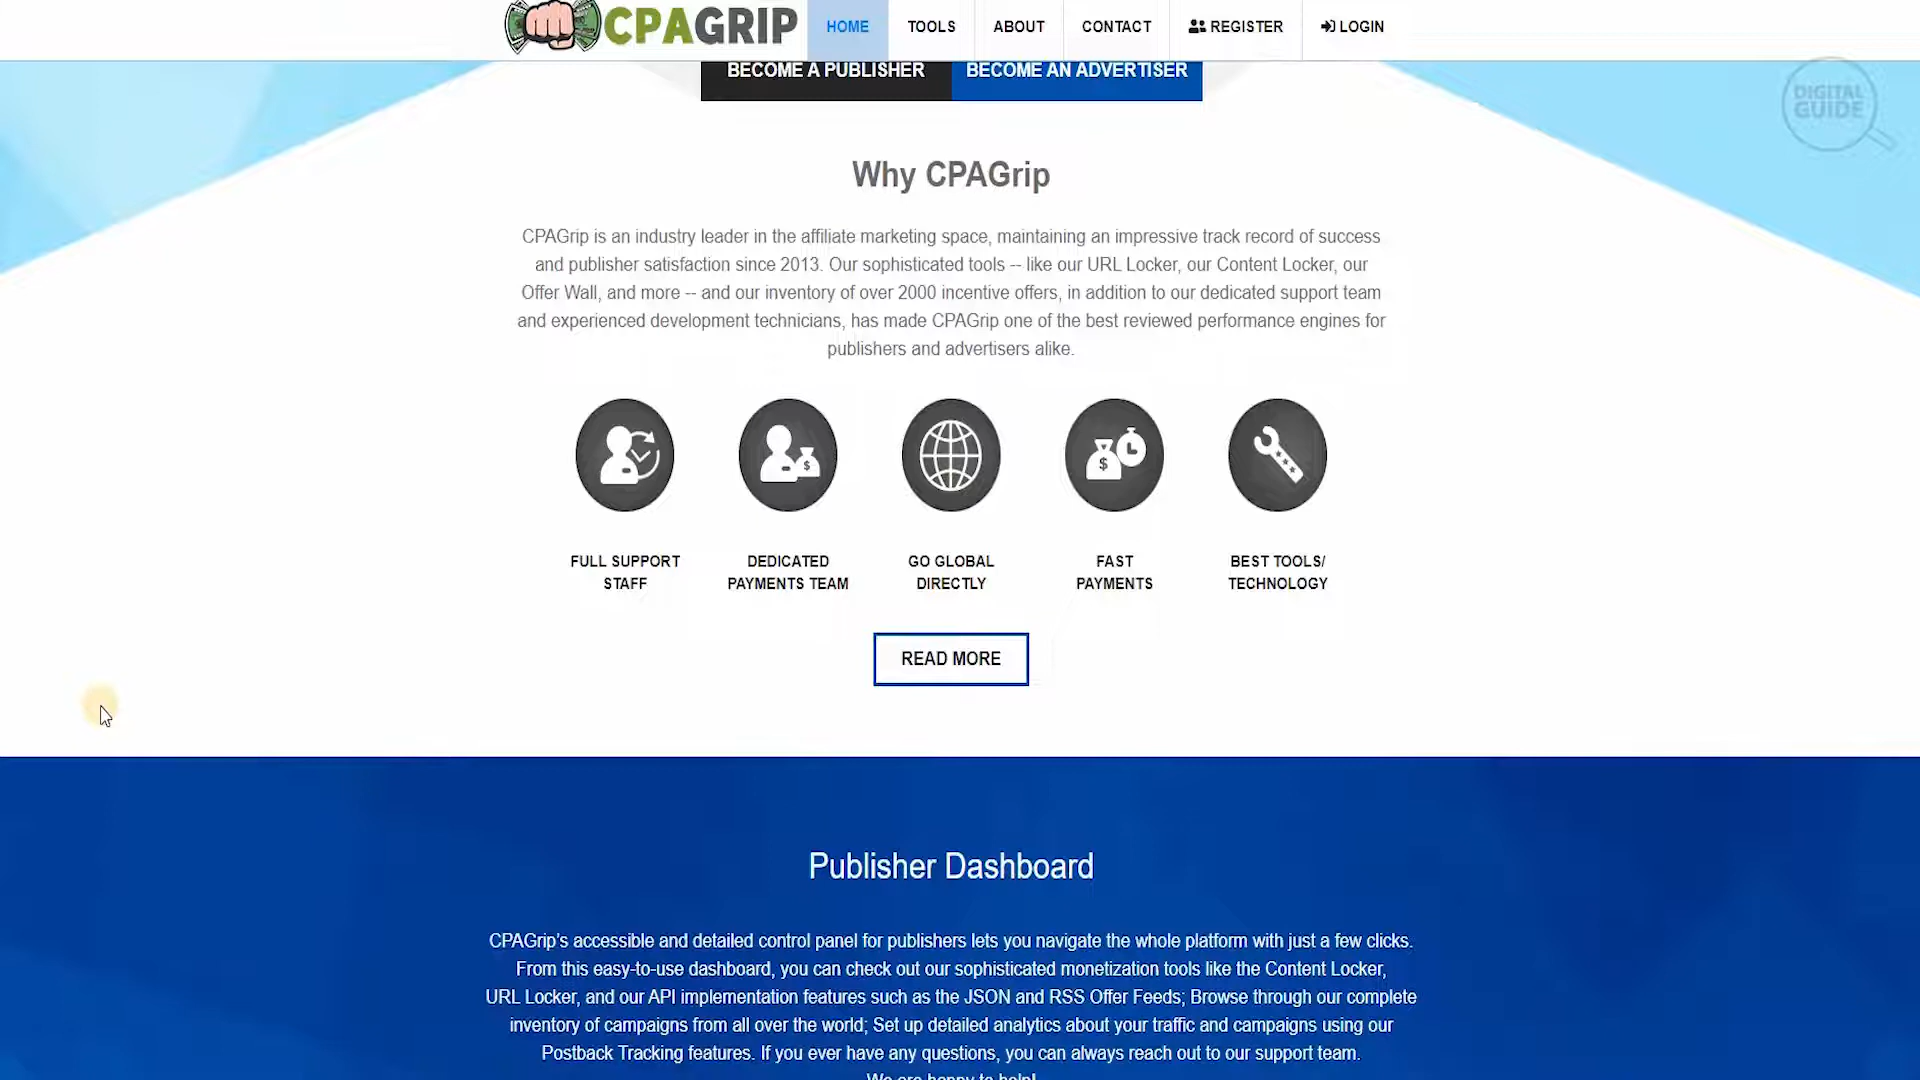 CPAGRIP
HOME TOOLS ABOUT CONTACT REGISTER LOGIN
BECOME A PUBLISHER BECOME AN ADVERTISER
DIGITAL
GUIDE
Why CPAGrip
CPAGrip is an industry leader in the affiliate marketing space, maintaining an impressive track record of success
and publisher satisfaction since 2013. Our sophisticated tools -- like our URL Locker, our Content Locker, our
Offer Wall, and more -- and our inventory of over 2000 incentive offers, in addition to our dedicated support team
and experienced development technicians, has made CPAGrip one of the best reviewed performance engines for
publishers and advertisers alike.
FULL SUPPORT
STAFF
DEDICATED
PAYMENTS TEAM
GO GLOBAL
DIRECTLY
FAST
PAYMENTS
BEST TOOLS/
TECHNOLOGY
READ MORE
Publisher Dashboard
CPAGrip's accessible and detailed control panel for publishers lets you navigate the whole platform with just a few clicks.
From this easy-to-use dashboard, you can check out our sophisticated monetization tools like the Content Locker,
URL Locker, and our API implementation features such as the JSON and RSS Offer Feeds; Browse through our complete
inventory of campaigns from all over the world; Set up detailed analytics about your traffic and campaigns using our
Postback Tracking features. If you ever have any questions, you can always reach out to our support team.
We are happy to help!